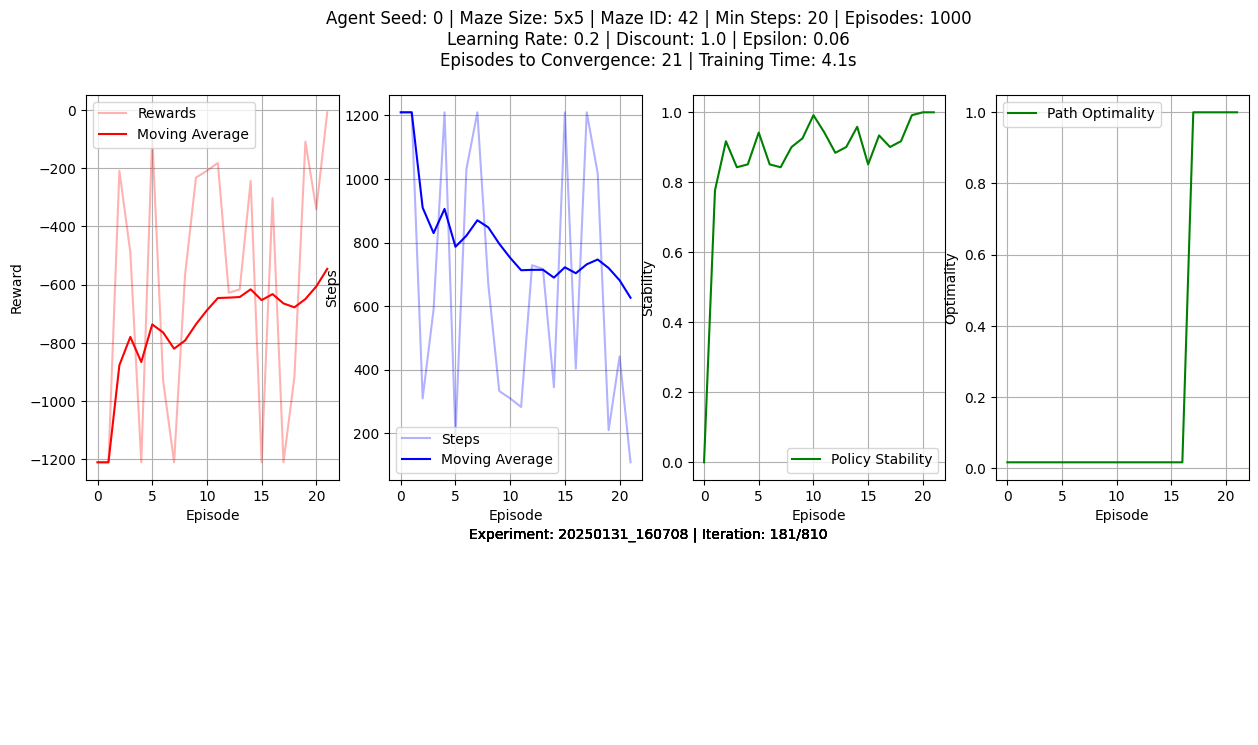 Agent Seed: 0 | Maze Size: 5x5 | Maze ID: 42 | Min Steps: 20 | Episodes: 1000
Learning Rate: 0.2 | Discount: 1.0 | Epsilon: 0.06
Episodes to Convergence: 21 | Training Time: 4.1s
Reward
0
−200
−400
−600
−800
−1000
−1200
Rewards
Moving Average
0 5 10 15 20
Episode
Steps
1200
1000
800
600
400
200
Steps
Moving Average
0 5 10 15 20
Episode
Stability
1.0
0.8
0.6
0.4
0.2
0.0
Policy Stability
0 5 10 15 20
Episode
Optimality
1.0
0.8
0.6
0.4
0.2
0.0
Path Optimality
0 5 10 15 20
Episode
Experiment: 20250131_160708 | Iteration: 181/810